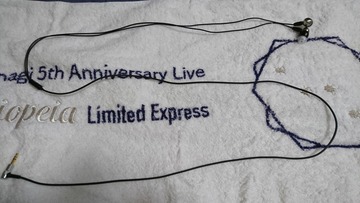 nagi 5th Anniversary Live
iopeia Limited Express